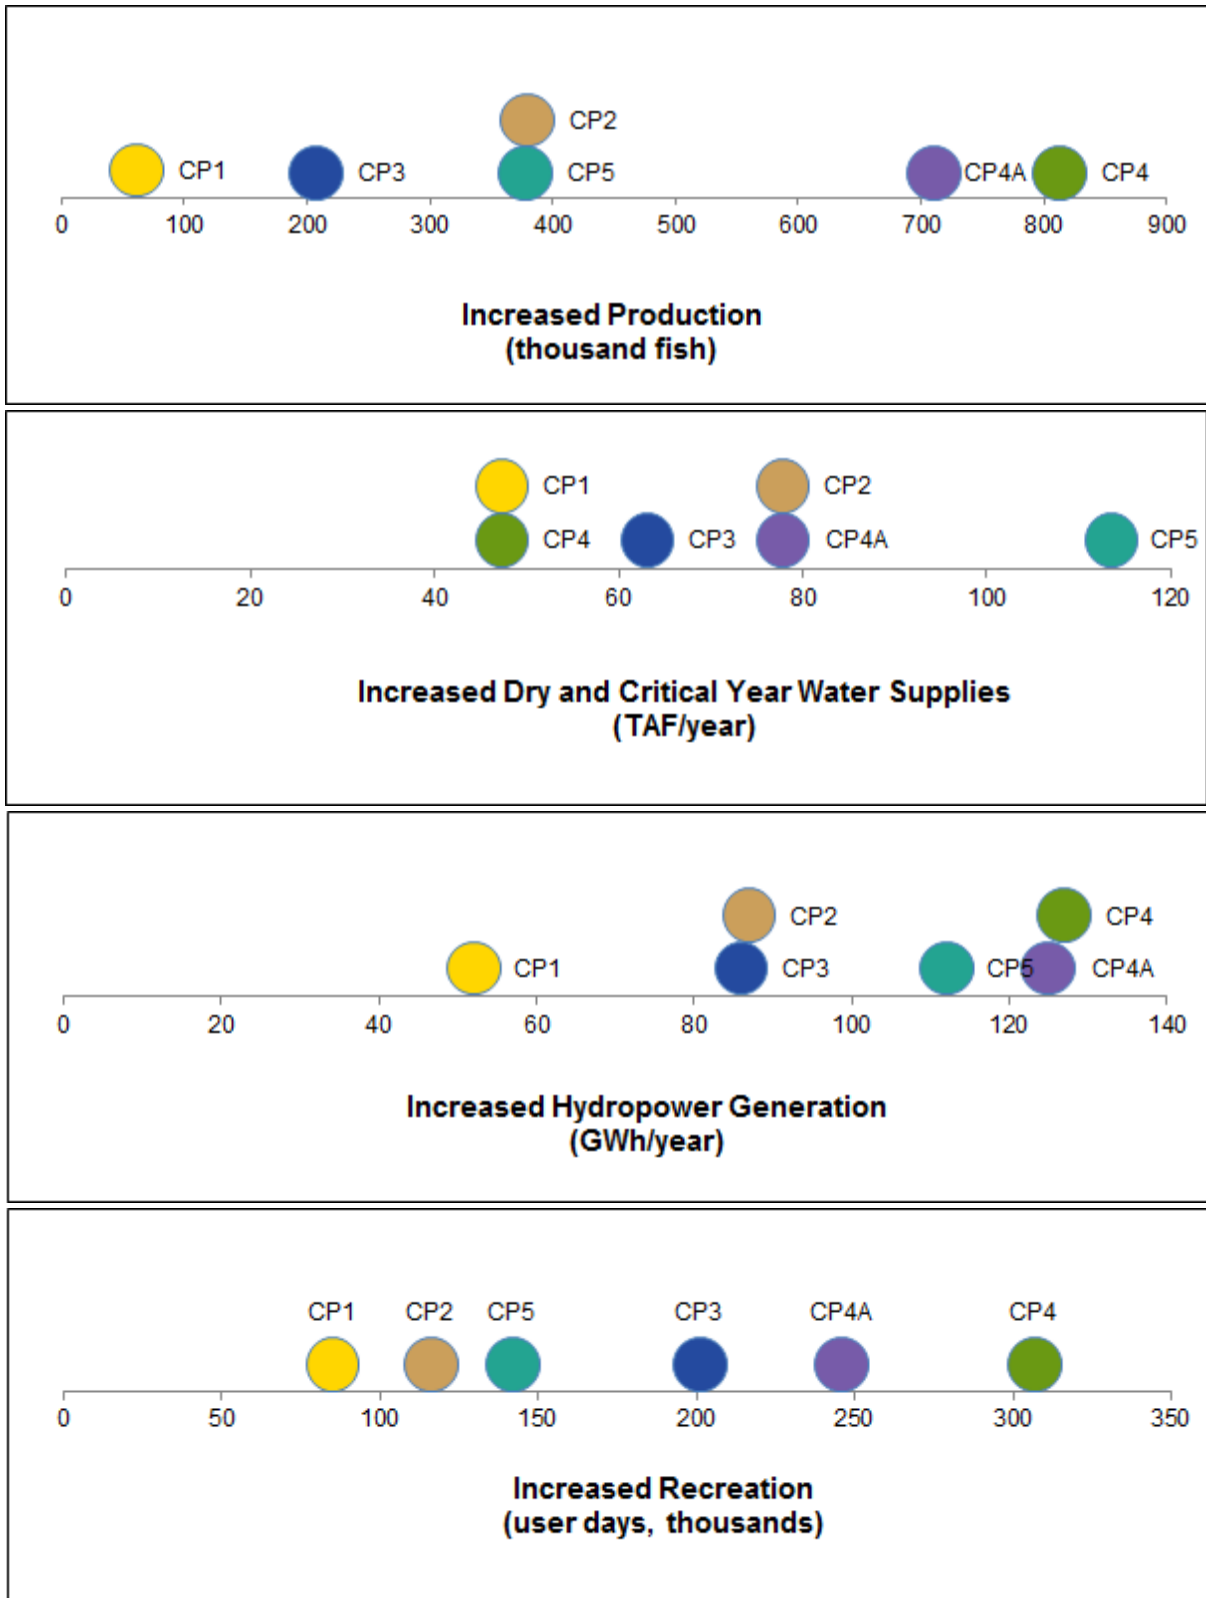 CP2
CP1 CP3 CP5 CP4A CP4
0 100 200 300 400 500 600 700 800 900
Increased Production
(thousand fish)
CP1 CP2
CP4 CP3 CP4A CP5
0 20 40 60 80 100 120
Increased Dry and Critical Year Water Supplies
(TAF/year)
CP2 CP4
CP1 CP3 CP5 CP4A
0 20 40 60 80 100 120 140
Increased Hydropower Generation
(GWh/year)
CP1 CP2 CP5 CP3 CP4A CP4
0 50 100 150 200 250 300 350
Increased Recreation
(user days, thousands)